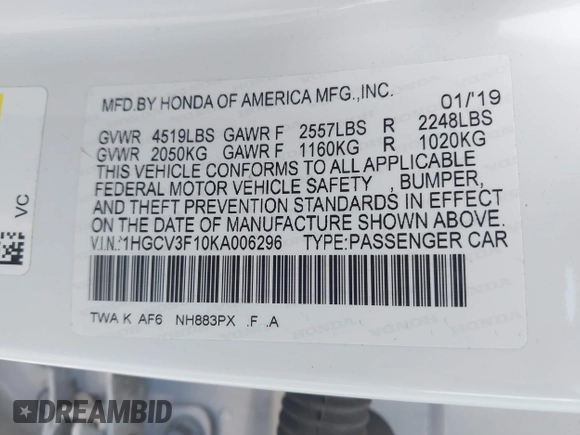 MFD.BY HONDA OF AMERICA MFG.,INC. 01/'19
GVWR 4519LBS GAWR F 2557LBS R 2248LBS
GVWR 2050KG GAWR F 1160KG R 1020KG
THIS VEHICLE CONFORMS TO ALL APPLICABLE
FEDERAL MOTOR VEHICLE SAFETY , BUMPER,
AND THEFT PREVENTION STANDARDS IN EFFECT
ON THE DATE OF MANUFACTURE SHOWN ABOVE.
V.I.N.:1HGCV3F10KA006296 TYPE:PASSENGER CAR
TWA K AF6 NH883PX .F .A
VC
DREAMBID